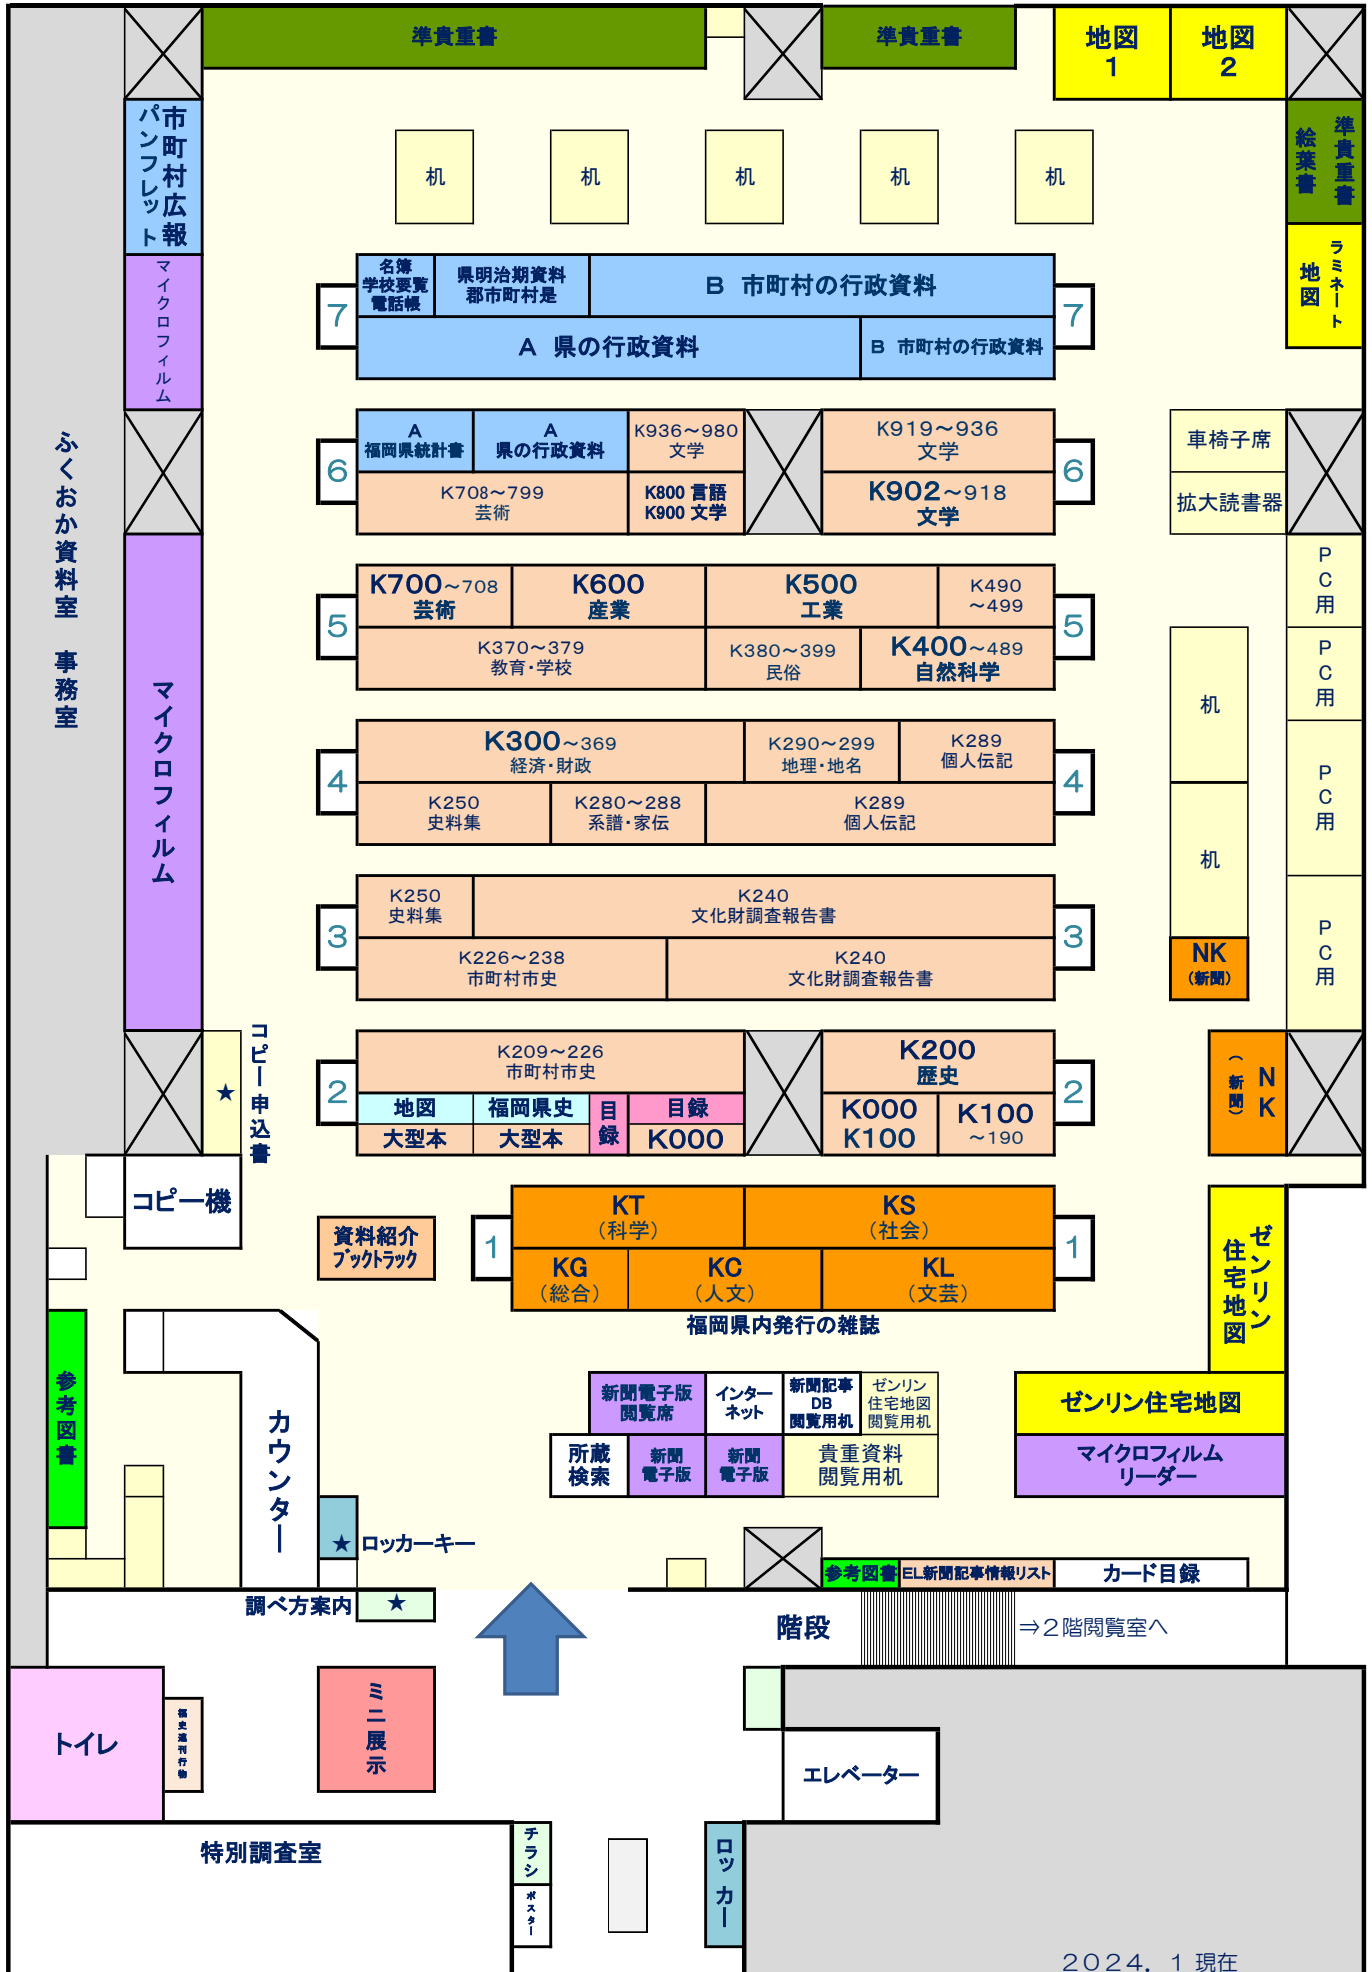 準貴重書
準貴重書
地図
1
地図
2
市町村広報
パンフレット
机
机
机
机
机
準貴重書
絵葉書
マイクロフィルム
名簿
学校要覧
電話帳
県明治期資料
郡市町村是
B 市町村の行政資料
ラミネート
地図
7
7
A 県の行政資料
B 市町村の行政資料
ふくおか資料室 事務室
A
福岡県統計書
A
県の行政資料
K936～980
文学
K919～936
文学
車椅子席
6
6
K708～799
芸術
K800 言語
K900 文学
K902～918
文学
拡大読書器
マイクロフィルム
K700～708
芸術
K600
産業
K500
工業
K490
～499
PC用
5
5
K370～379
教育・学校
K380～399
民俗
K400～489
自然科学
机
PC用
K300～369
経済・財政
K290～299
地理・地名
K289
個人伝記
PC用
4
4
K250
史料集
K280～288
系譜・家伝
K289
個人伝記
机
K250
史料集
K240
文化財調査報告書
PC用
3
3
K226～238
市町村市史
K240
文化財調査報告書
NK
(新聞)
コピー申込書
★
K209～226
市町村市史
K200
歴史
NK
(新聞)
2
2
地図
福岡県史
目録
目録
K000
K100
K100
～190
大型本
大型本
K000
コピー機
資料紹介
ブックトラック
KT
(科学)
KS
(社会)
1
1
KG
(総合)
KC
(人文)
KL
(文芸)
福岡県内発行の雑誌
ゼンリン
住宅地図
参考図書
カウンター
新聞電子版
閲覧席
インター
ネット
新聞記事
DB
閲覧用机
ゼンリン
住宅地図
閲覧用机
ゼンリン住宅地図
所蔵
検索
新聞
電子版
新聞
電子版
貴重資料
閲覧用机
マイクロフィルム
リーダー
★ ロッカーキー
参考図書
EL新聞記事情報リスト
カード目録
調べ方案内
★
階段
⇒2階閲覧室へ
トイレ
ミニ展示
エレベーター
特別調査室
チラシ
ポスター
ロッカー
2024．1 現在